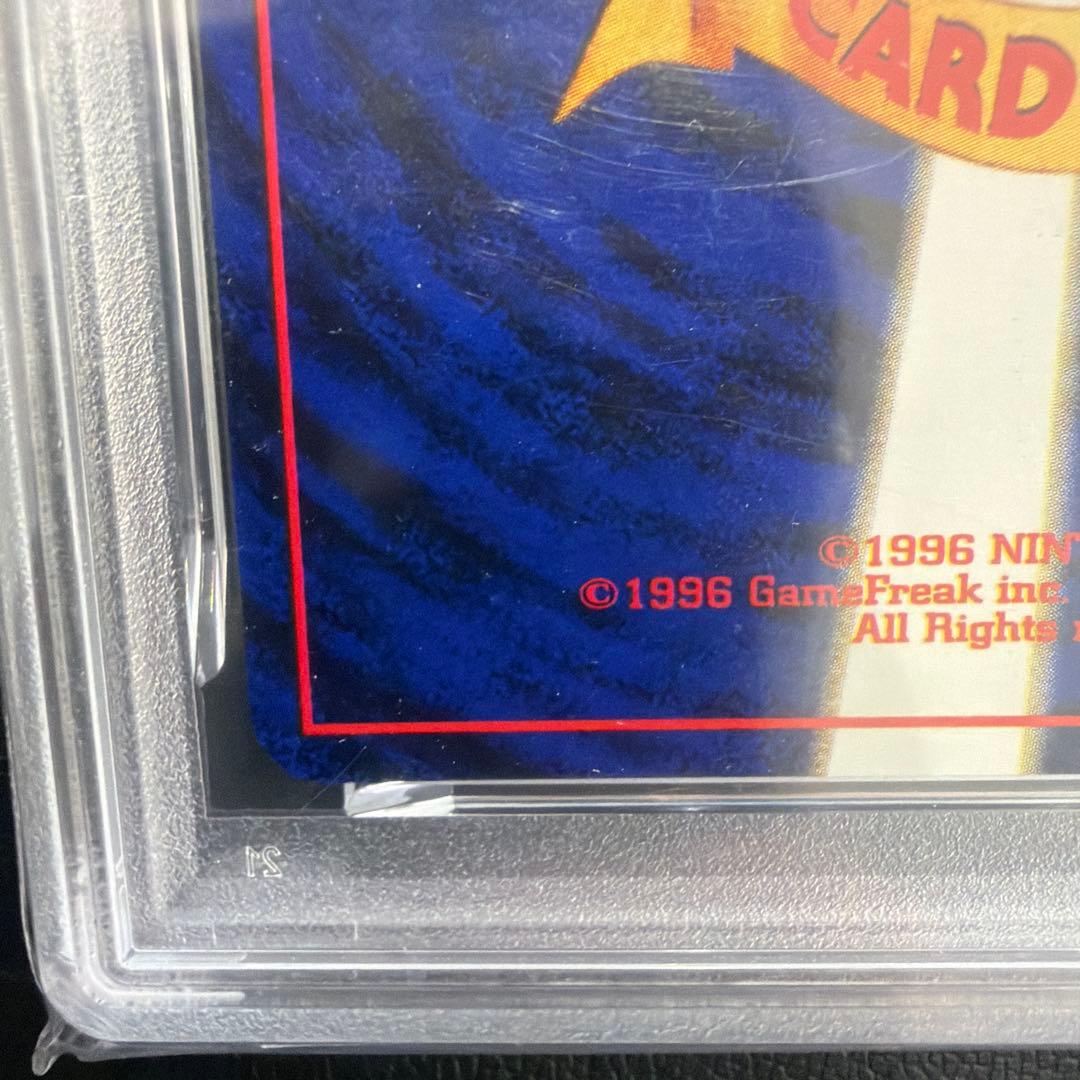 CARD
©1996 NIN
©1996 GameFreak inc.
All Rights
21